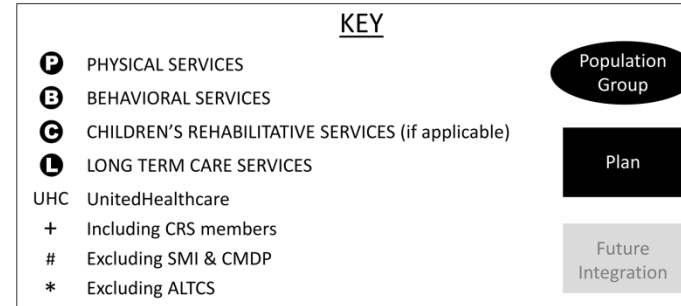 KEY
P PHYSICAL SERVICES
B BEHAVIORAL SERVICES
C CHILDREN'S REHABILITATIVE SERVICES (if applicable)
L LONG TERM CARE SERVICES
UHC UnitedHealthcare
+ Including CRS members
# Excluding SMI & CMDP
* Excluding ALTCS
Population
Group
Plan
Future
Integration